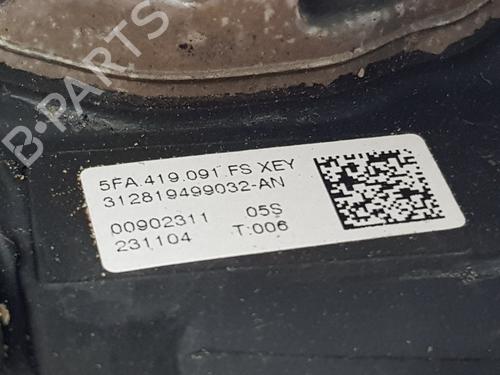 B-PARTS
5FA.419.091.FS XEY
312819499032-AN
00902311 05S
231104 T:006